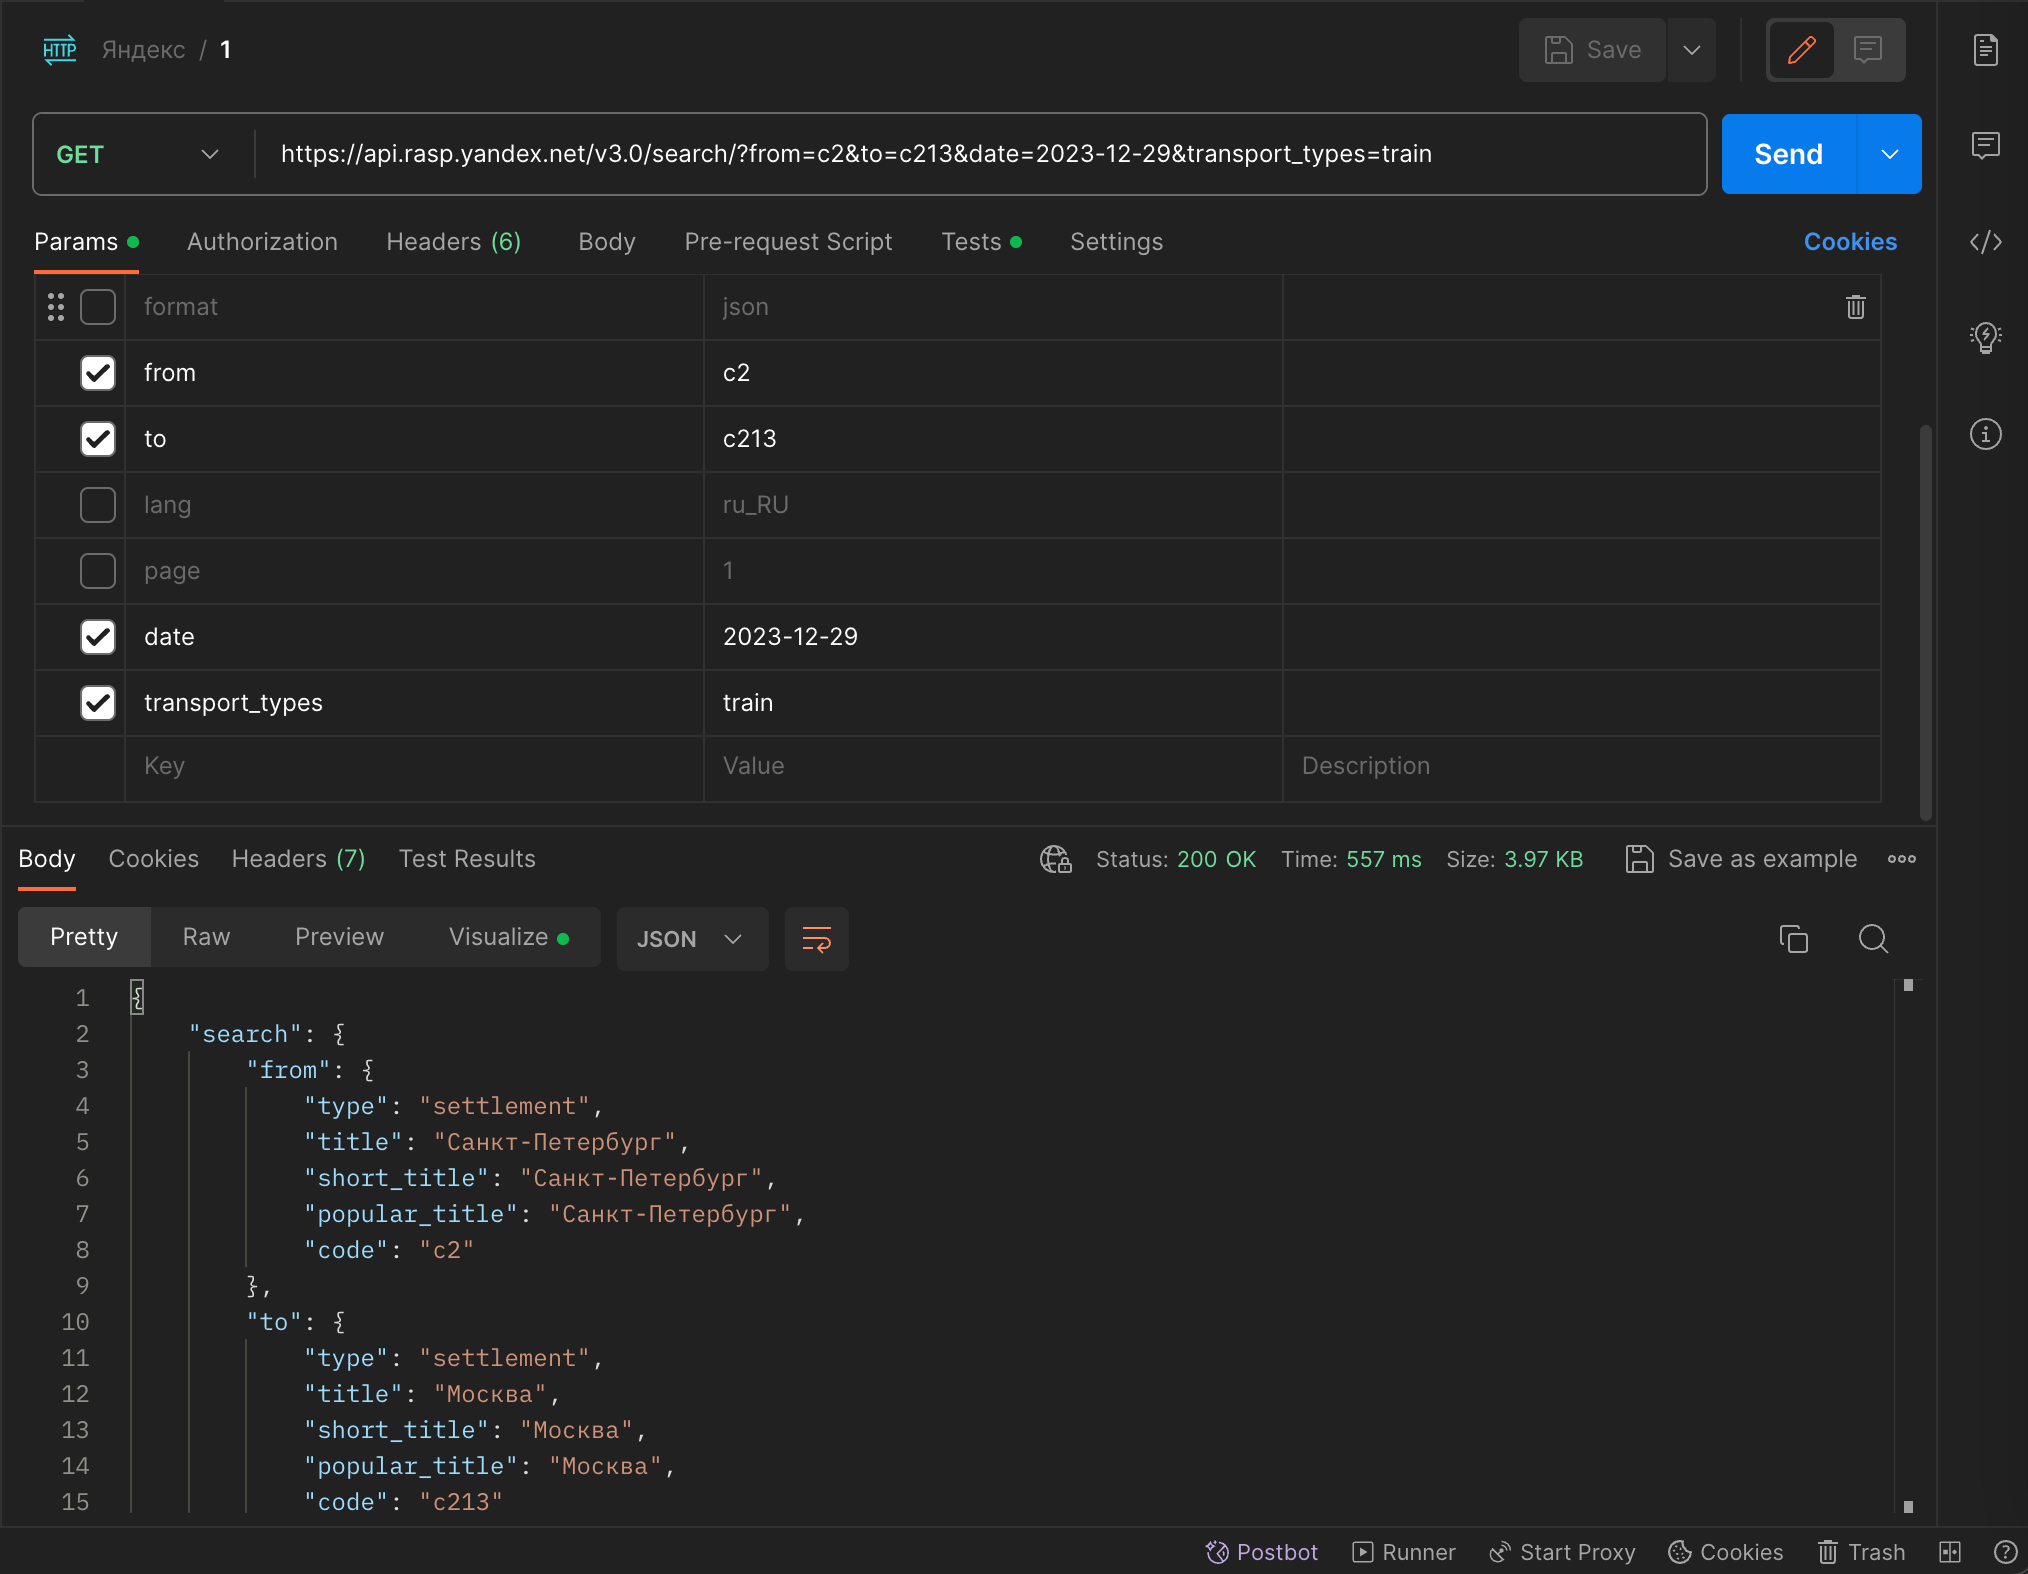 HTTP Яндекс / 1 Save
GET https://api.rasp.yandex.net/v3.0/search/?from=c2&to=c213&date=2023-12-29&transport_types=train Send
Params Authorization Headers (6) Body Pre-request Script Tests Settings Cookies
format json
from c2
to c213
lang ru_RU
page 1
date 2023-12-29
transport_types train
Key Value Description
Body Cookies Headers (7) Test Results Status: 200 OK Time: 557 ms Size: 3.97 KB Save as example
Pretty Raw Preview Visualize JSON
1 {
2 "search": {
3 "from": {
4 "type": "settlement",
5 "title": "Санкт-Петербург",
6 "short_title": "Санкт-Петербург",
7 "popular_title": "Санкт-Петербург",
8 "code": "c2"
9 },
10 "to": {
11 "type": "settlement",
12 "title": "Москва",
13 "short_title": "Москва",
14 "popular_title": "Москва",
15 "code": "c213"
Postbot Runner Start Proxy Cookies Trash